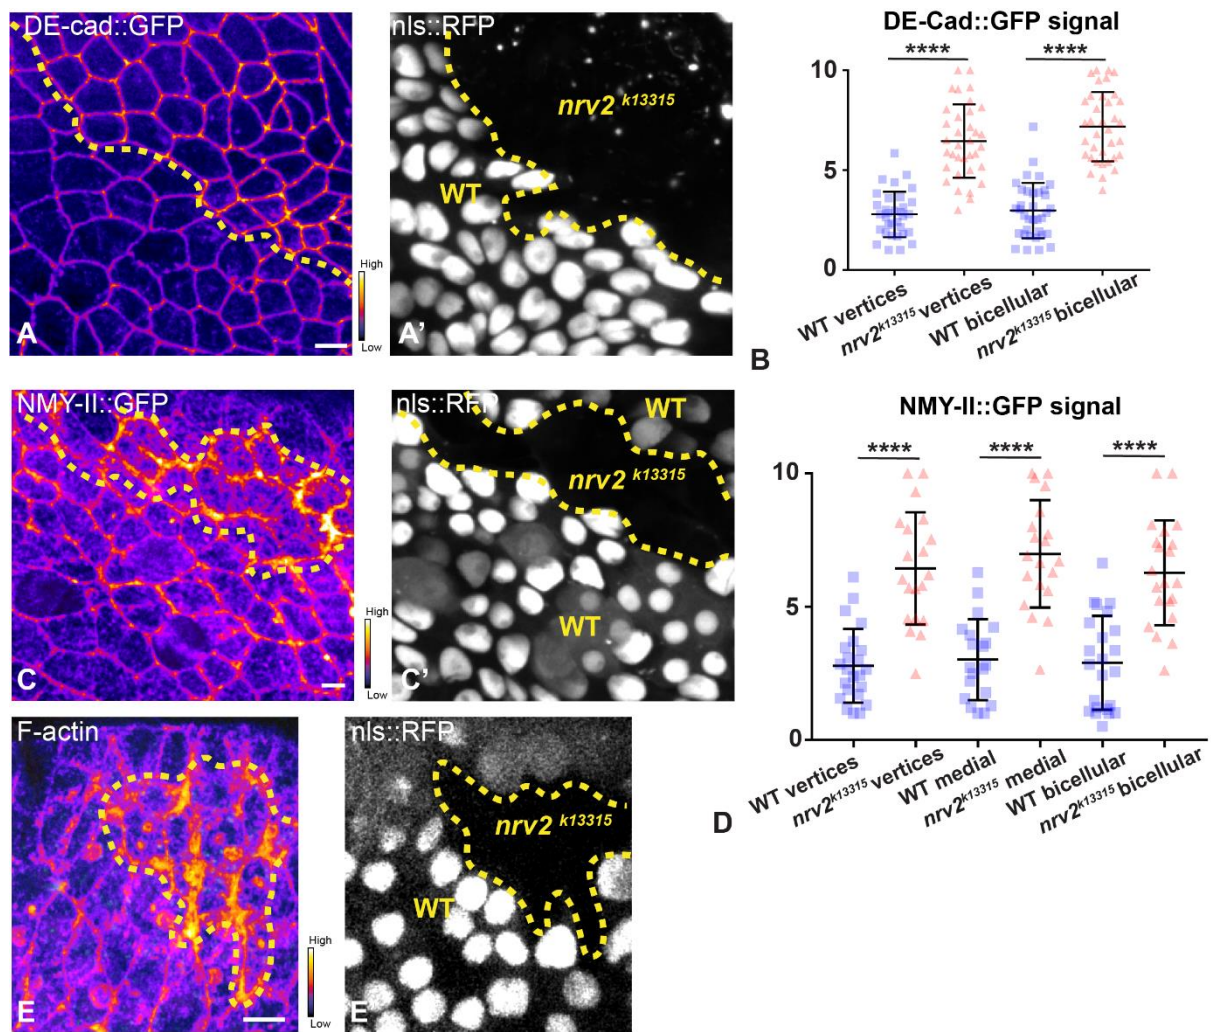 DE-cad::GFP
High
Low
A
nls::RFP
nrv2 k13315
WT
A'
DE-Cad::GFP signal
****
****
10
5
0
WT vertices
nrv2k13315 vertices
WT bicellular
nrv2k13315 bicellular
B
NMY-II::GFP
High
Low
C
nls::RFP
WT
nrv2 k13315
WT
C'
NMY-II::GFP signal
****
****
****
10
5
0
WT vertices
nrv2k13315 vertices
WT medial
nrv2k13315 medial
WT bicellular
nrv2k13315 bicellular
D
F-actin
High
Low
E
nls::RFP
nrv2 k13315
WT
E'